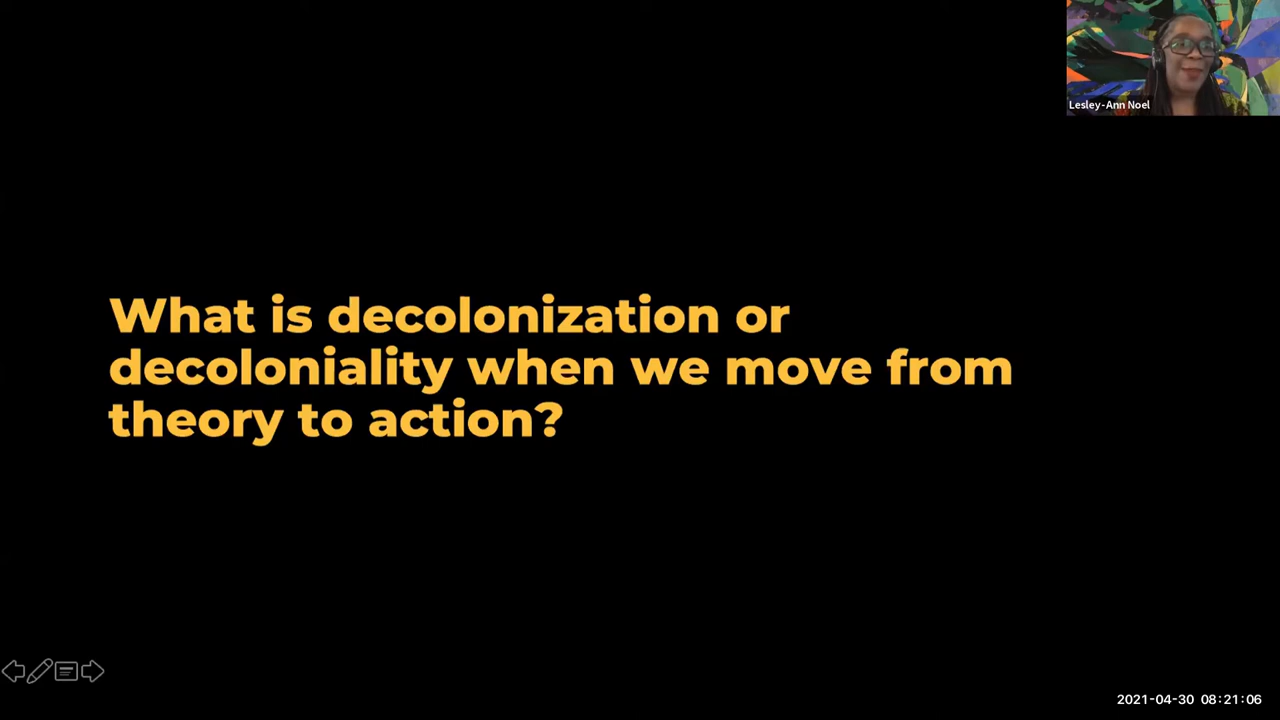 Lesley-Ann Noel
What is decolonization or
decoloniality when we move from
theory to action?
2021-04-30 08:21:06